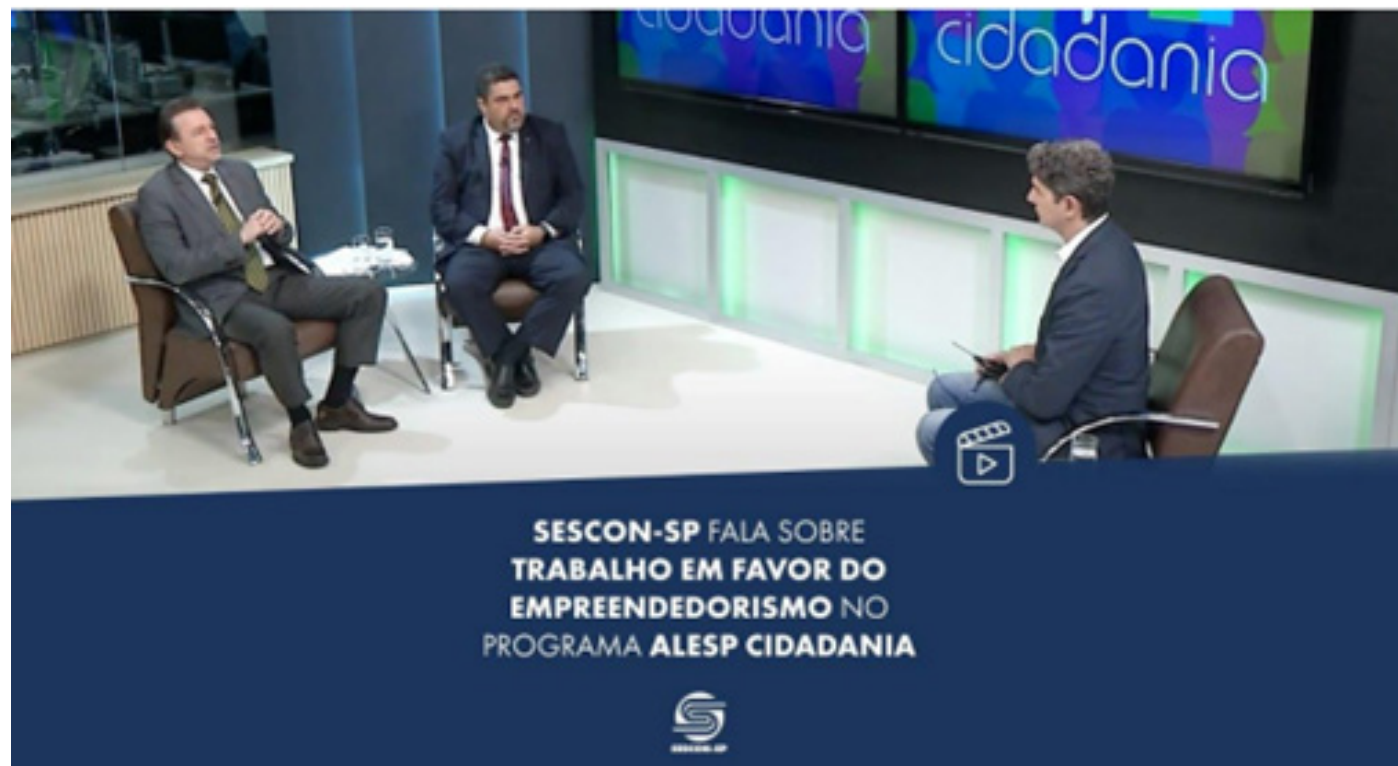 cidadania
cidadania
SESCON-SP FALA SOBRE
TRABALHO EM FAVOR DO
EMPREENDEDORISMO NO
PROGRAMA ALESP CIDADANIA
SESCON-SP